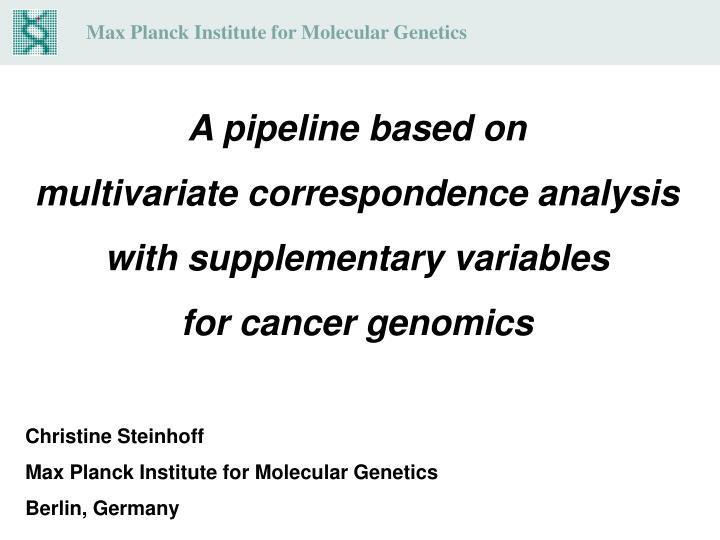 Max Planck Institute for Molecular Genetics
A pipeline based on
multivariate correspondence analysis
with supplementary variables
for cancer genomics
Christine Steinhoff
Max Planck Institute for Molecular Genetics
Berlin, Germany